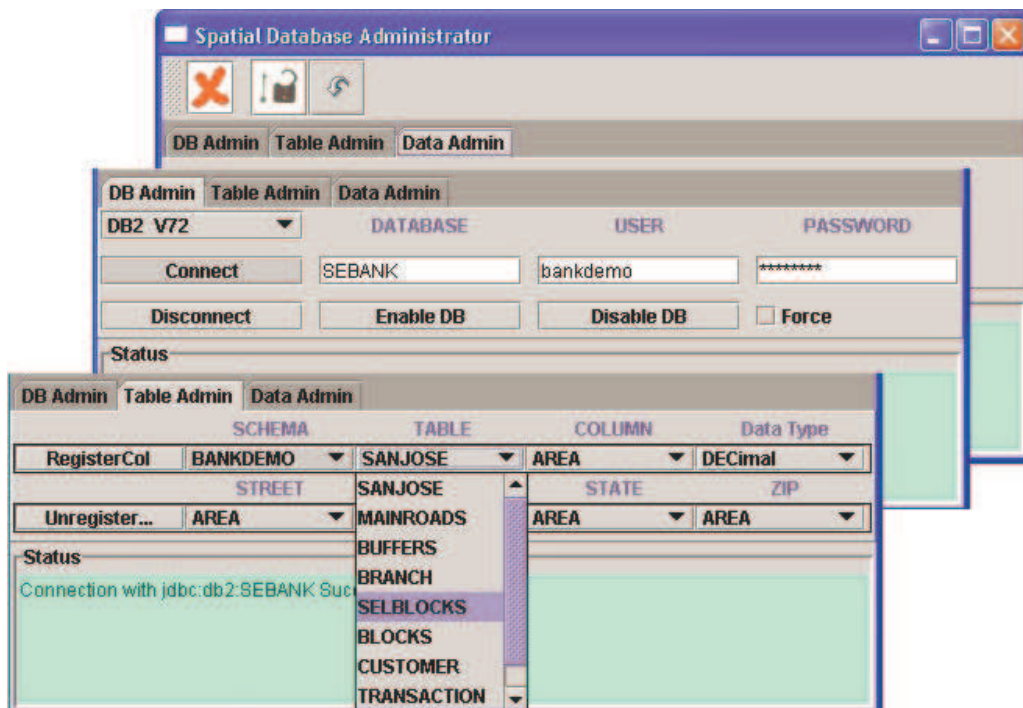 Spatial Database Administrator
DB Admin Table Admin Data Admin
DB Admin Table Admin Data Admin
DB2 V72 DATABASE USER PASSWORD
Connect SEBANK bankdemo ********
Disconnect Enable DB Disable DB Force
Status
DB Admin Table Admin Data Admin
SCHEMA TABLE COLUMN Data Type
RegisterCol BANKDEMO SANJOSE AREA DECimal
STREET SANJOSE STATE ZIP
Unregister... AREA MAINROADS AREA AREA
BUFFERS
Status
BRANCH
Connection with jdbc:db2:SEBANK Suc
SELBLOCKS
BLOCKS
CUSTOMER
TRANSACTION